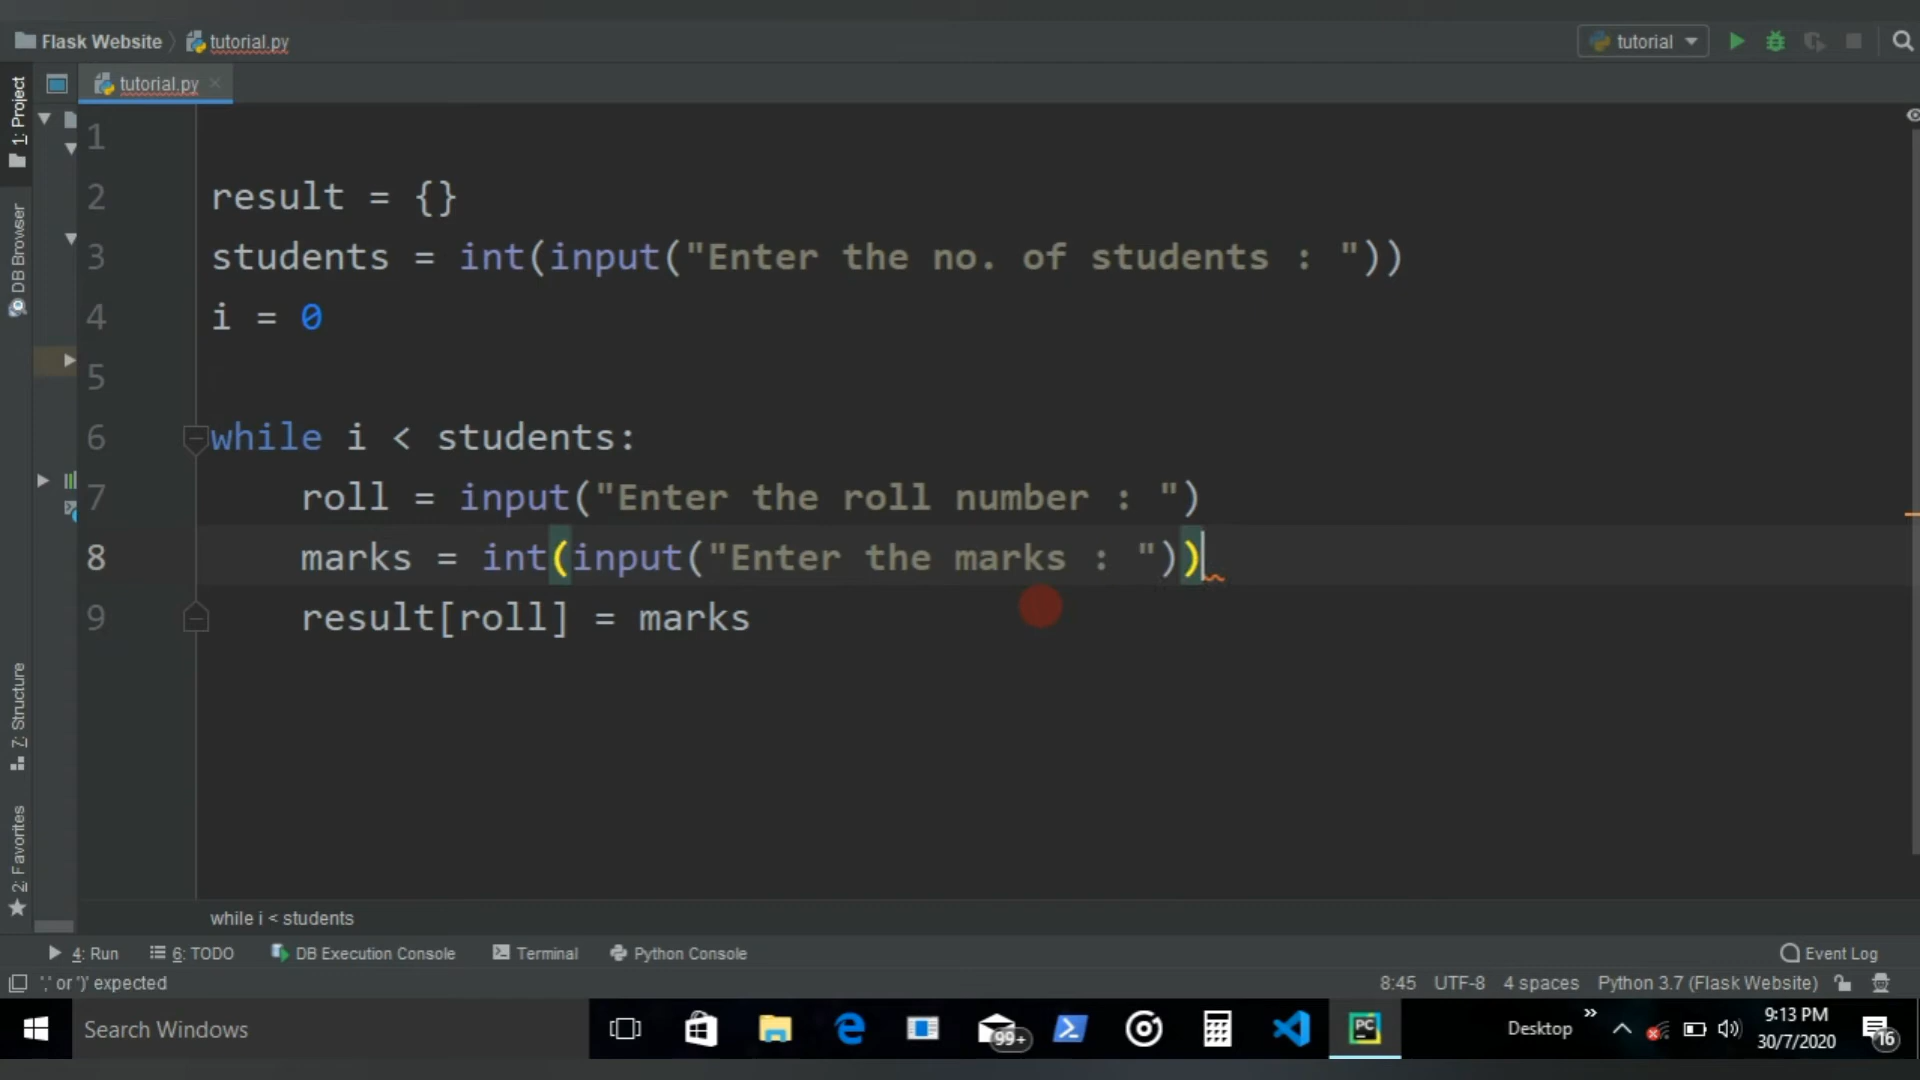 Flask Website
tutorial.py
tutorial
tutorial.py
1: Project
DB Browser
7: Structure
2: Favorites
1
2 result = {}
3 students = int(input("Enter the no. of students : "))
4 i = 0
5
6 while i < students:
7 roll = input("Enter the roll number : ")
8 marks = int(input("Enter the marks : "))
9 result[roll] = marks
while i < students
4: Run 6: TODO DB Execution Console Terminal Python Console Event Log
',' or ')' expected 8:45 UTF-8 4 spaces Python 3.7 (Flask Website)
Search Windows 99+ PC Desktop » 9:13 PM
30/7/2020 16